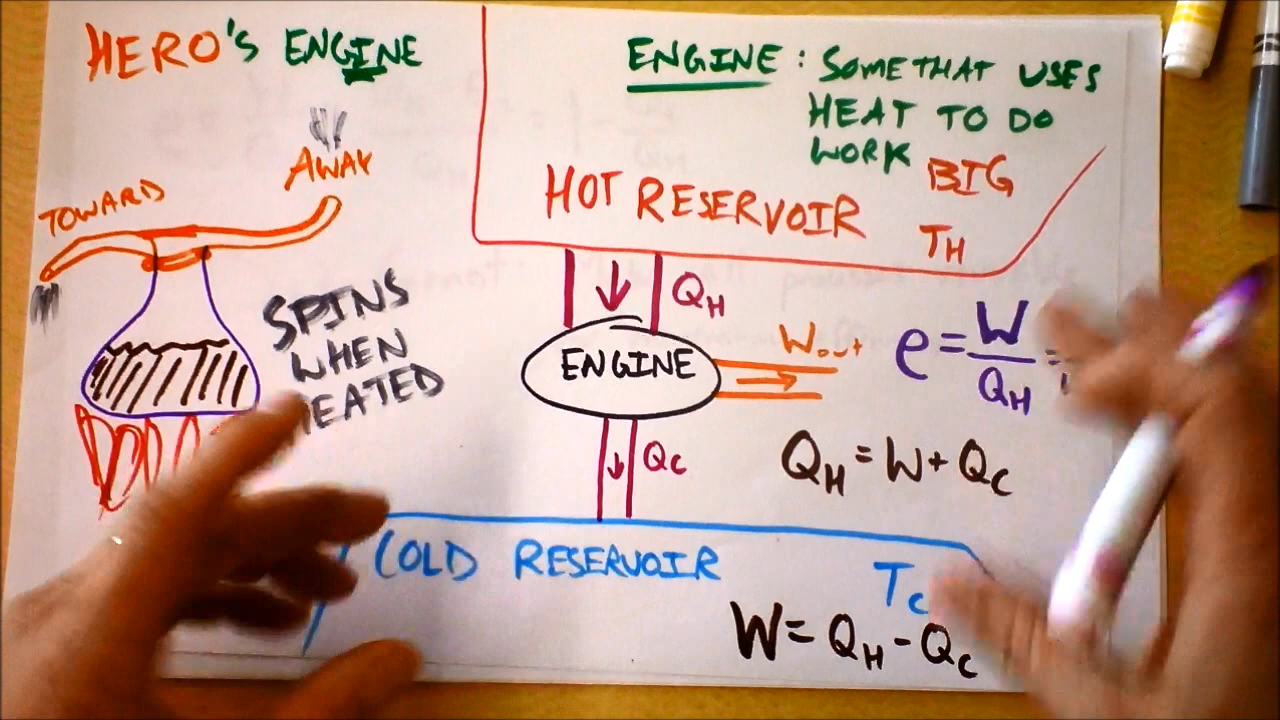 HERO'S ENGINE
TOWARD
AWAY
SPINS
WHEN
HEATED
ENGINE: SOMETHAT USES
HEAT TO DO
WORK
HOT RESERVOIR
BIG
TH
QH
ENGINE
Wout
e = W/QH =
QC
QH = W + QC
COLD RESERVOIR
TC
W = QH - QC